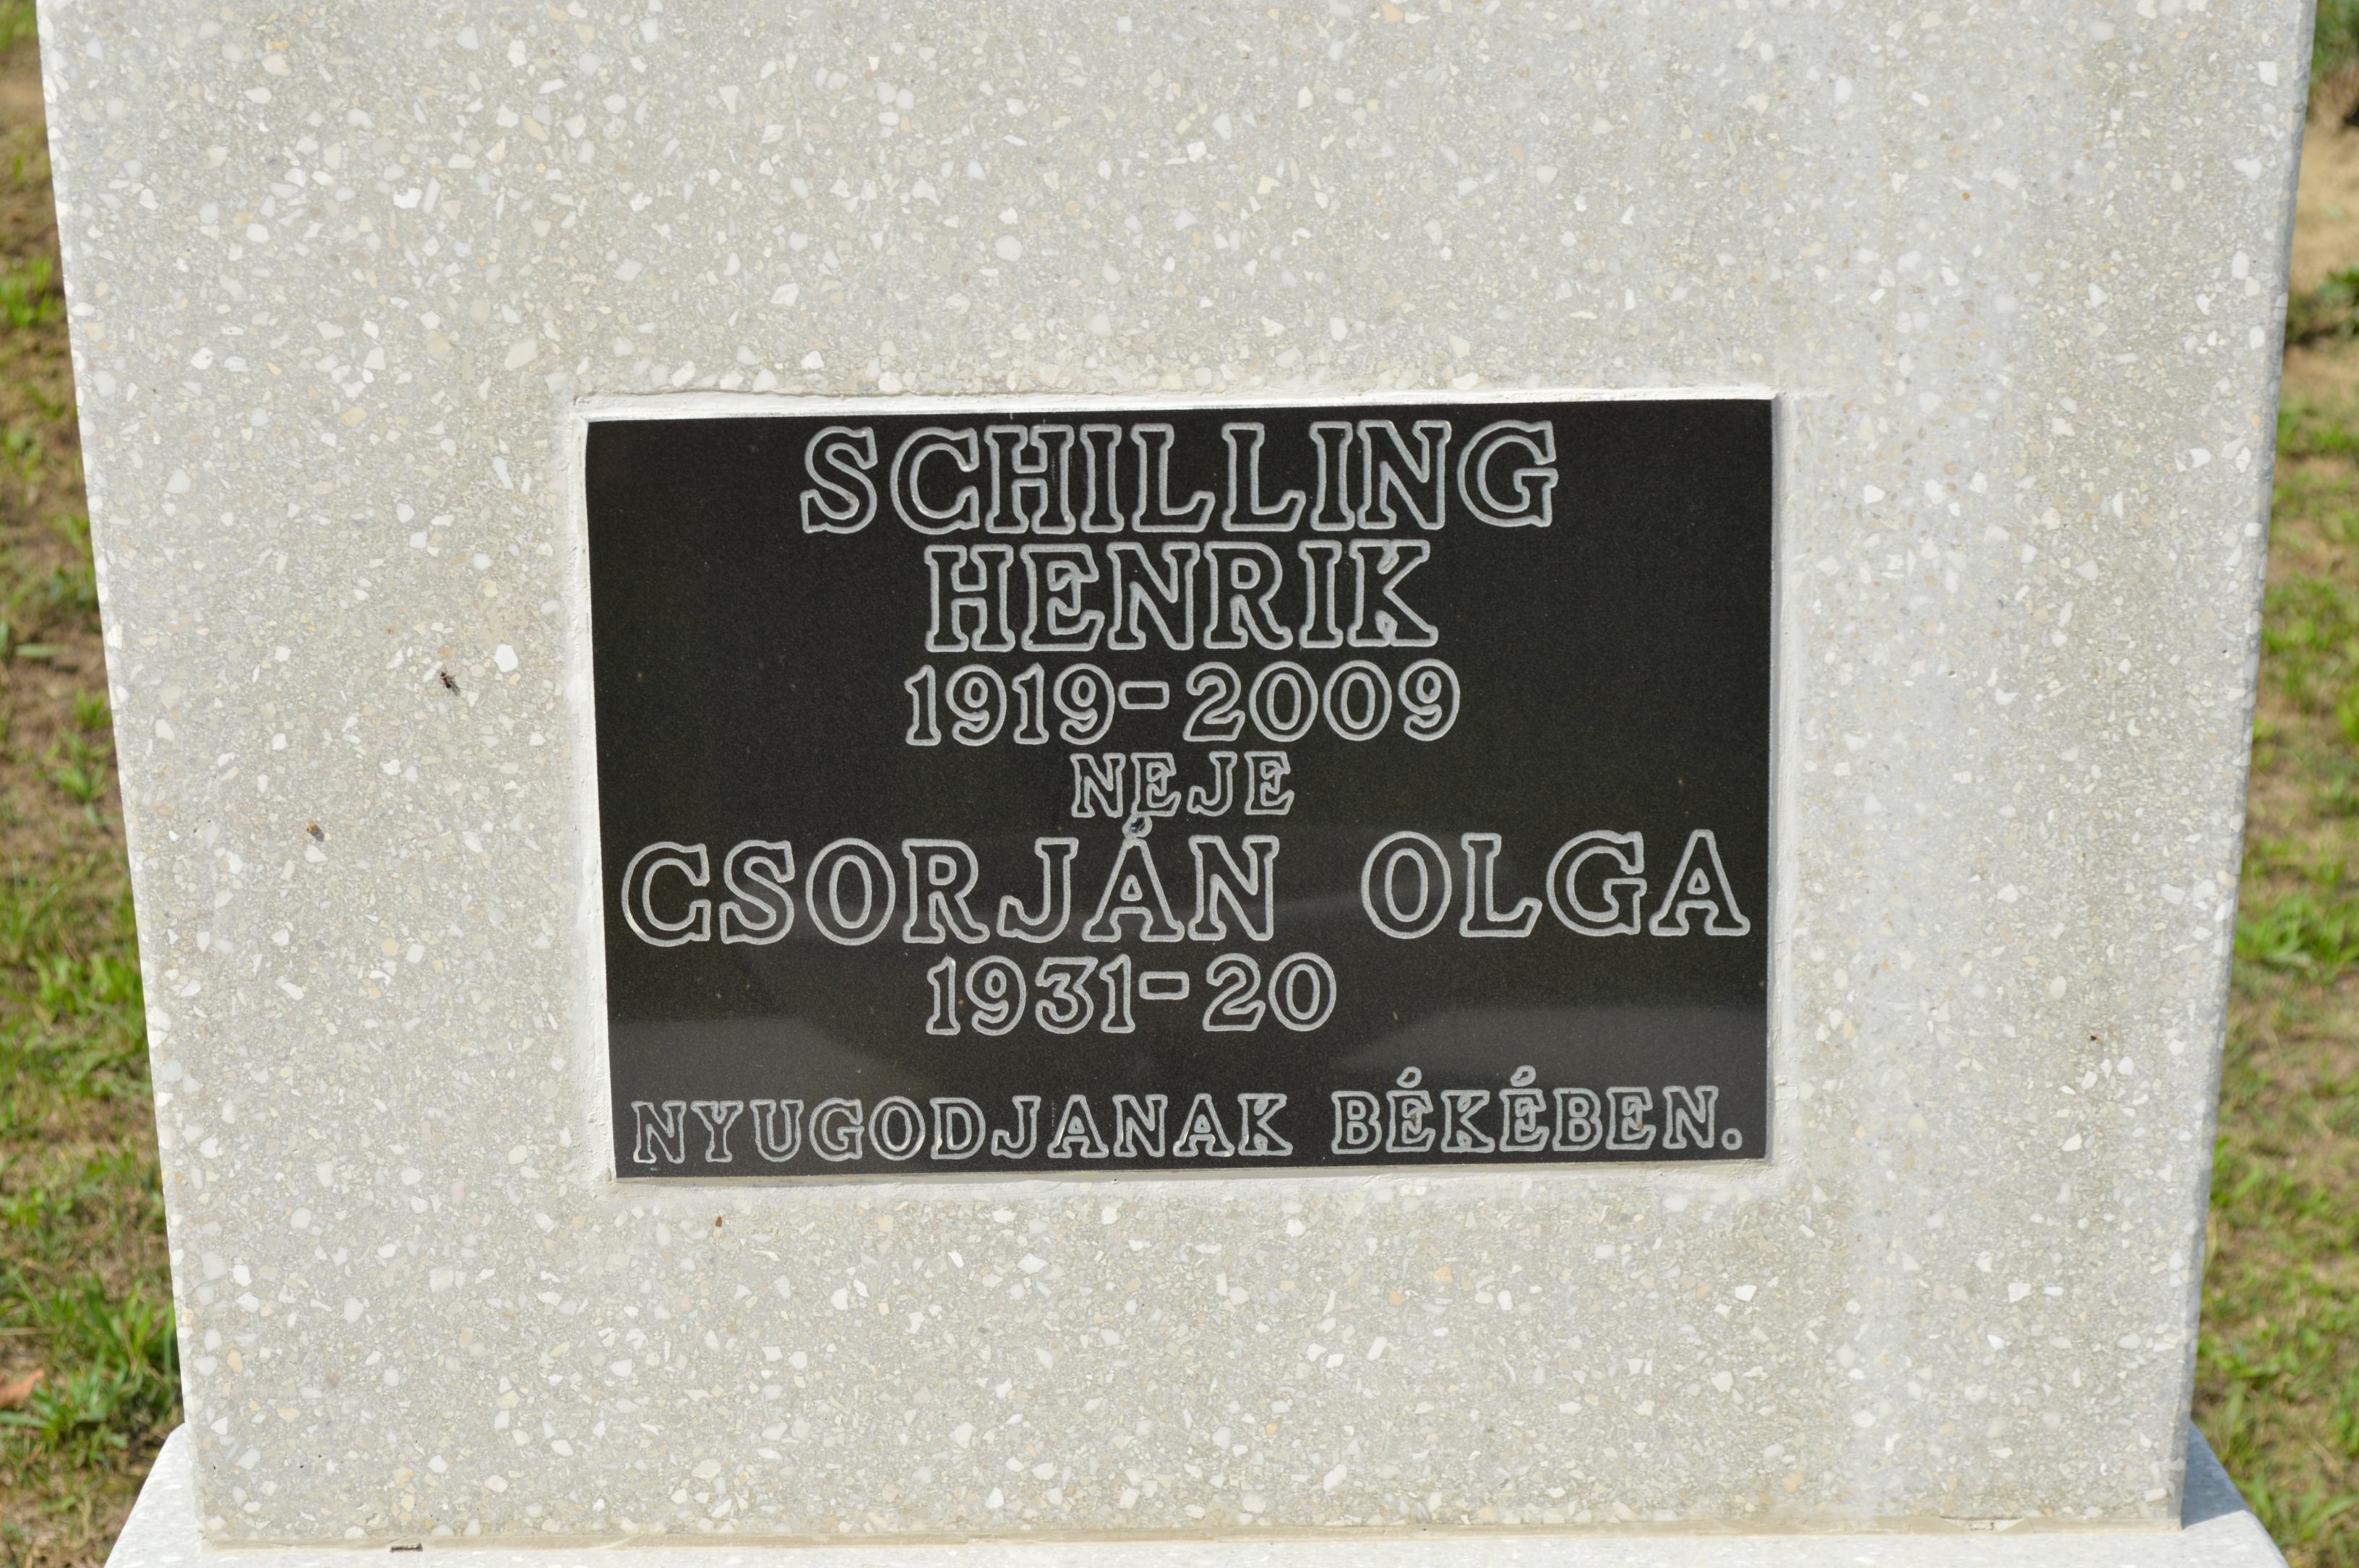 SCHILLING
HENRIK
1919-2009
NEJE
CSORJÁN OLGA
1931-20
NYUGODJANAK BÉKÉBEN.